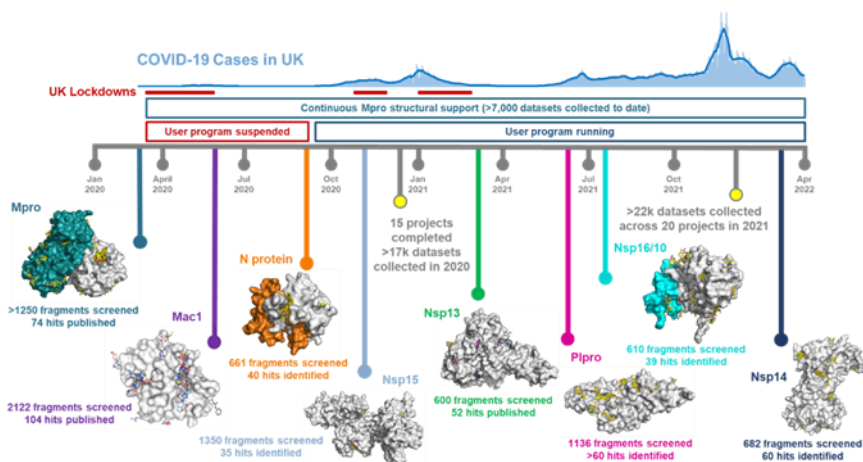 COVID-19 Cases in UK
UK Lockdowns
Continuous Mpro structural support (>7,000 datasets collected to date)
User program suspended
User program running
Jan
2020
April
2020
Jul
2020
Oct
2020
Jan
2021
Apr
2021
Jul
2021
Oct
2021
Apr
2022
Mpro
>1250 fragments screened
74 hits published
Mac1
2122 fragments screened
104 hits published
N protein
661 fragments screened
40 hits identified
Nsp15
1350 fragments screened
35 hits identified
15 projects
completed
>17k datasets
collected in 2020
Nsp13
600 fragments screened
52 hits published
Plpro
1136 fragments screened
>60 hits identified
>22k datasets collected
across 20 projects in 2021
Nsp16/10
610 fragments screened
39 hits identified
Nsp14
682 fragments screened
60 hits identified